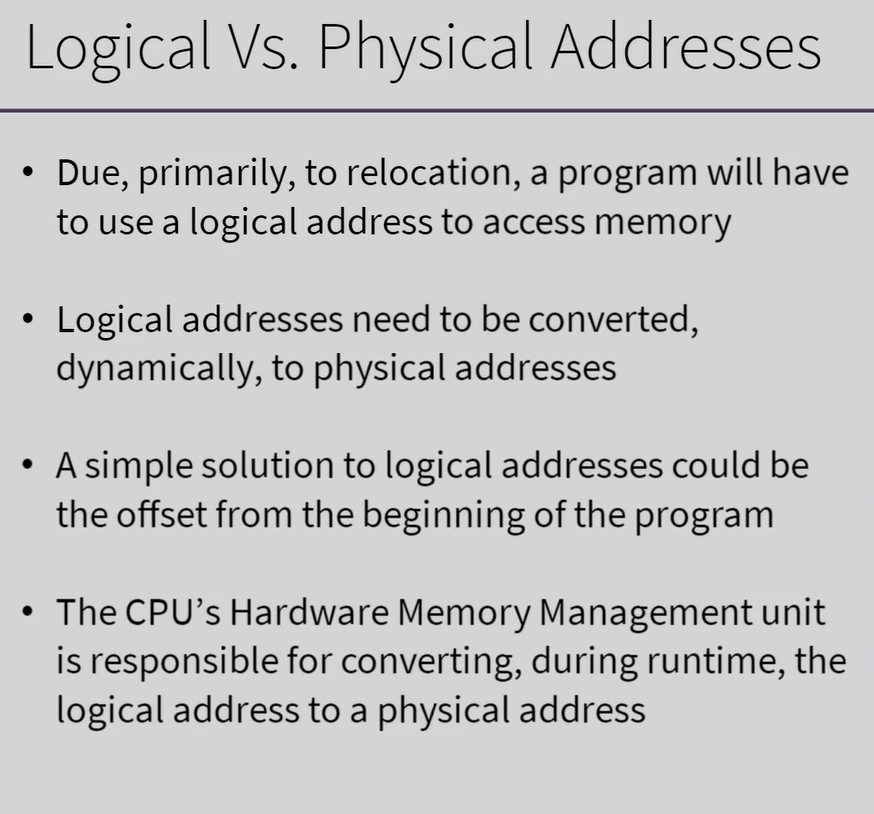 Logical Vs. Physical Addresses
• Due, primarily, to relocation, a program will have
to use a logical address to access memory
• Logical addresses need to be converted,
dynamically, to physical addresses
• A simple solution to logical addresses could be
the offset from the beginning of the program
• The CPU’s Hardware Memory Management unit
is responsible for converting, during runtime, the
logical address to a physical address